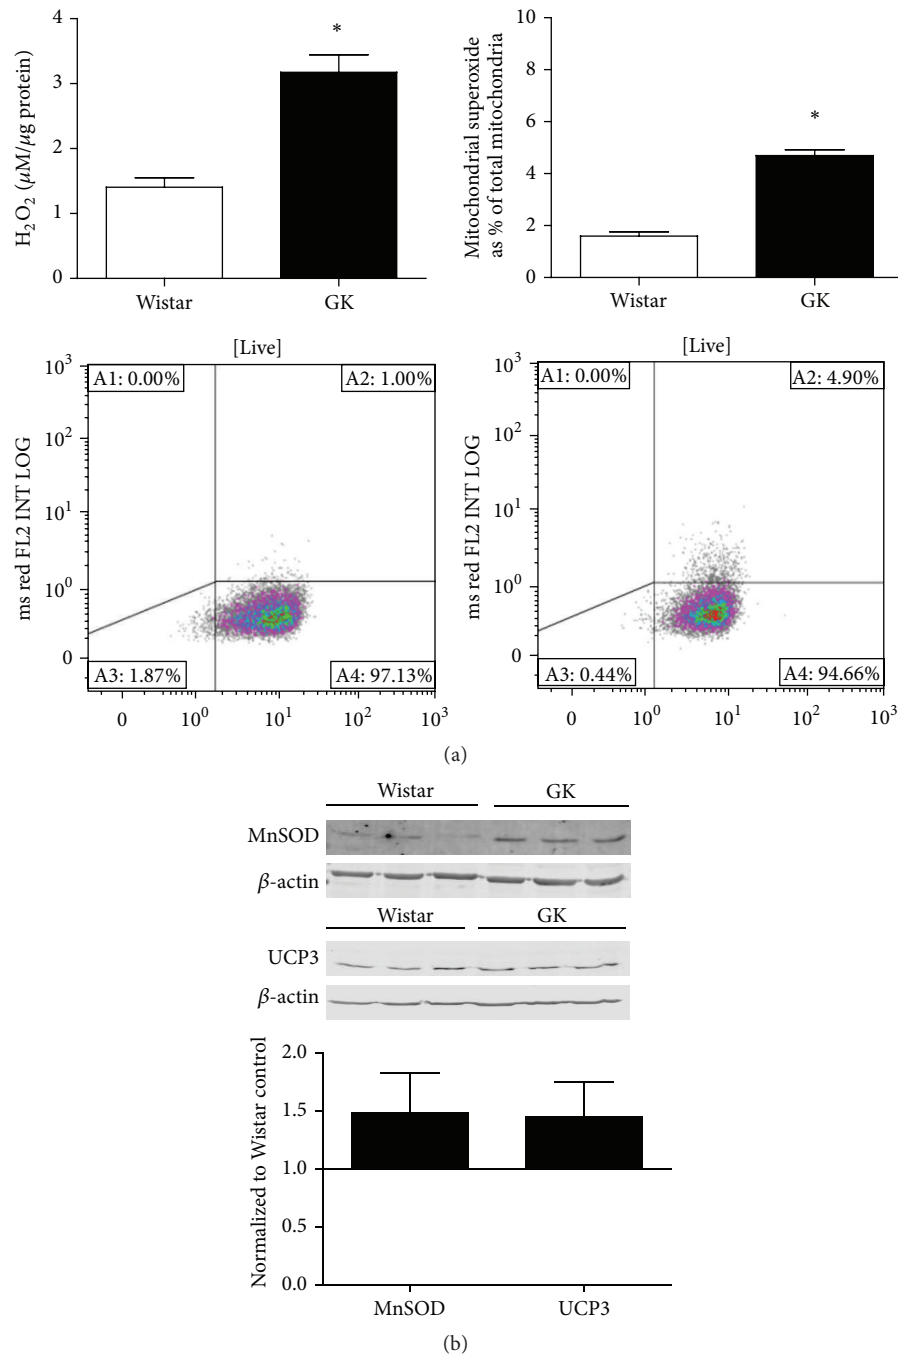 H₂O₂ (μM/μg protein)
4
3
2
1
0
*
Wistar
GK
Mitochondrial superoxide
as % of total mitochondria
10
8
6
4
2
0
*
Wistar
GK
[Live]
ms red FL2 INT LOG
10³
10²
10¹
10⁰
0
A1: 0.00%
A2: 1.00%
A3: 1.87%
A4: 97.13%
0
10⁰
10¹
10²
10³
[Live]
ms red FL2 INT LOG
10³
10²
10¹
10⁰
0
A1: 0.00%
A2: 4.90%
A3: 0.44%
A4: 94.66%
0
10⁰
10¹
10²
10³
(a)
Wistar
GK
MnSOD
β-actin
Wistar
GK
UCP3
β-actin
Normalized to Wistar control
2.0
1.5
1.0
0.5
0.0
MnSOD
UCP3
(b)